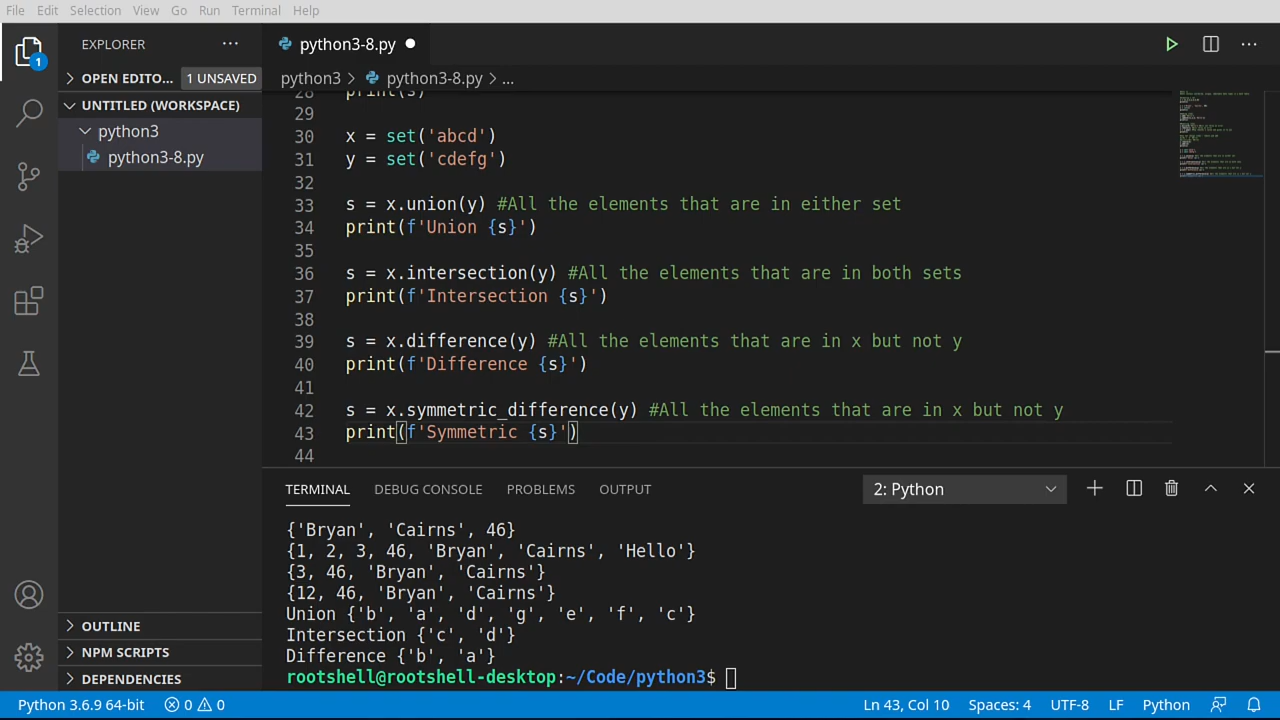 File Edit Selection View Go Run Terminal Help
EXPLORER
python3-8.py
1
OPEN EDITO... 1 UNSAVED
python3 > python3-8.py > ...
UNTITLED (WORKSPACE)
python3
python3-8.py
28 print(s)
29
30 x = set('abcd')
31 y = set('cdefg')
32
33 s = x.union(y) #All the elements that are in either set
34 print(f'Union {s}')
35
36 s = x.intersection(y) #All the elements that are in both sets
37 print(f'Intersection {s}')
38
39 s = x.difference(y) #All the elements that are in x but not y
40 print(f'Difference {s}')
41
42 s = x.symmetric_difference(y) #All the elements that are in x but not y
43 print(f'Symmetric {s}')
44
TERMINAL DEBUG CONSOLE PROBLEMS OUTPUT 2: Python
{'Bryan', 'Cairns', 46}
{1, 2, 3, 46, 'Bryan', 'Cairns', 'Hello'}
{3, 46, 'Bryan', 'Cairns'}
{12, 46, 'Bryan', 'Cairns'}
Union {'b', 'a', 'd', 'g', 'e', 'f', 'c'}
Intersection {'c', 'd'}
Difference {'b', 'a'}
rootshell@rootshell-desktop:~/Code/python3$
OUTLINE
NPM SCRIPTS
DEPENDENCIES
Python 3.6.9 64-bit 0 0 Ln 43, Col 10 Spaces: 4 UTF-8 LF Python